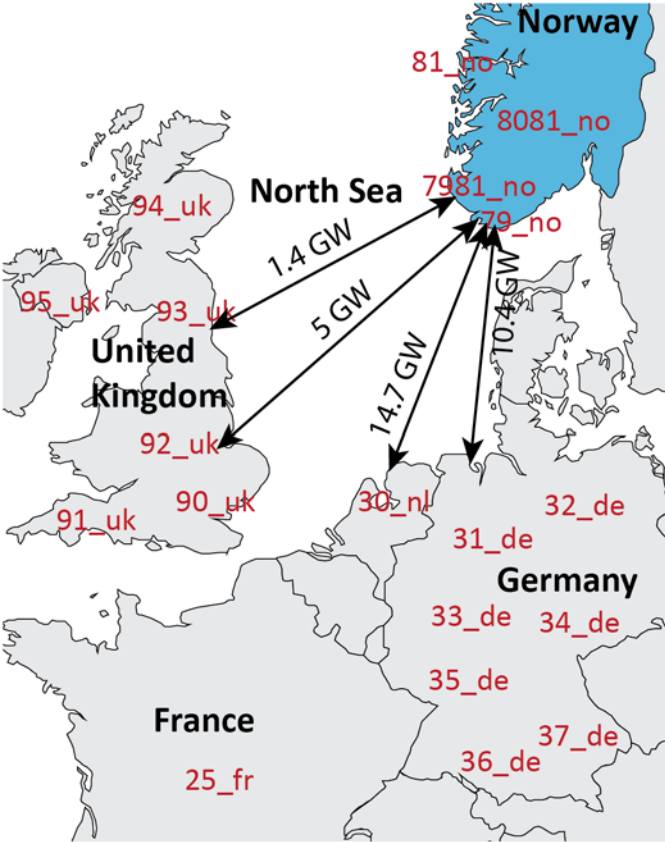 Norway
81_no
8081_no
7981_no
North Sea
94_uk
79_no
1.4 GW
10.4 GW
95_uk
93_uk
5 GW
United
Kingdom
14.7 GW
92_uk
90_uk
30_nl
32_de
91_uk
31_de
Germany
33_de
34_de
35_de
France
37_de
36_de
25_fr